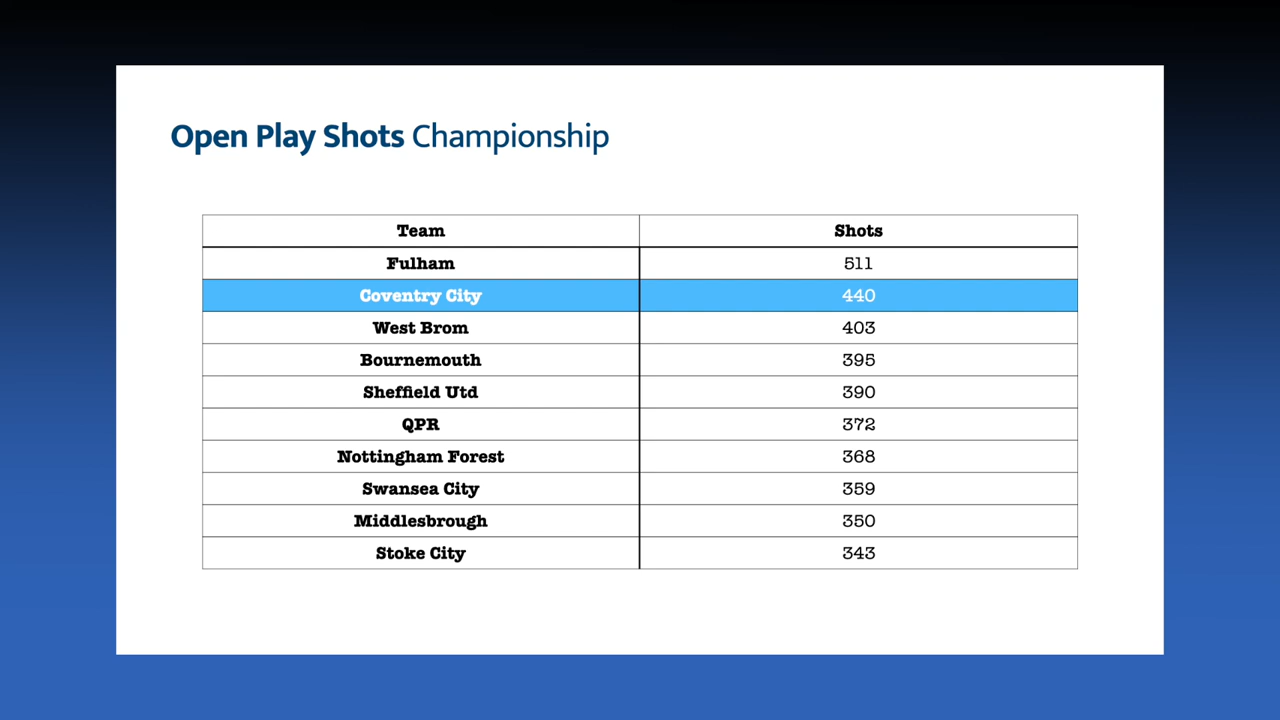 Open Play Shots Championship
Team Shots
Fulham 511
Coventry City 440
West Brom 403
Bournemouth 395
Sheffield Utd 390
QPR 372
Nottingham Forest 368
Swansea City 359
Middlesbrough 350
Stoke City 343